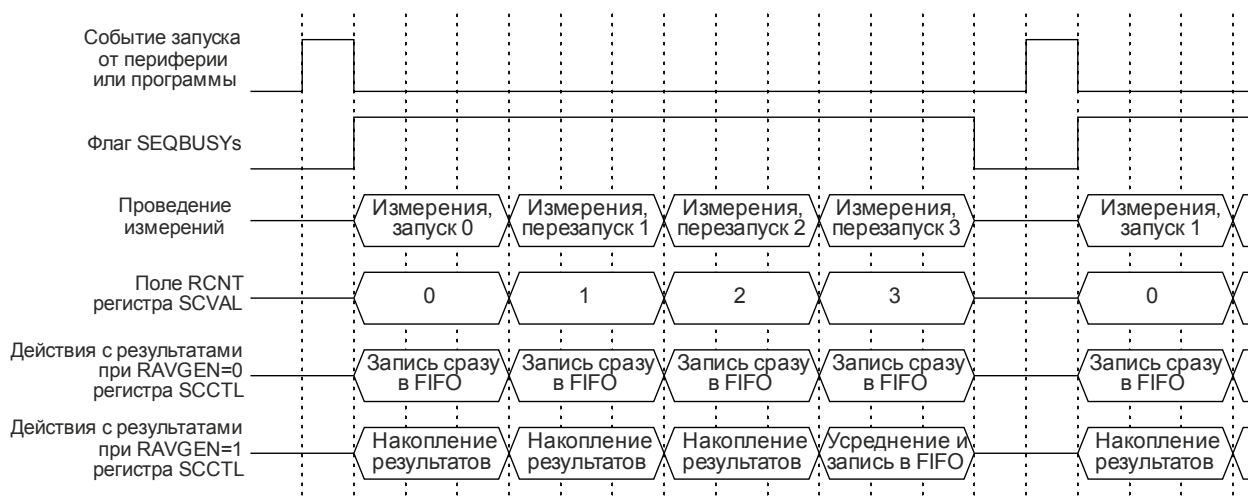 Событие запуска
от периферии
или программы
Флаг SEQBUSYs
Проведение
измерений
Измерения,
запуск 0
Измерения,
перезапуск 1
Измерения,
перезапуск 2
Измерения,
перезапуск 3
Измерения,
запуск 1
Поле RCNT
регистра SCVAL
0
1
2
3
0
Действия с результатами
при RAVGEN=0
регистра SCCTL
Запись сразу
в FIFO
Запись сразу
в FIFO
Запись сразу
в FIFO
Запись сразу
в FIFO
Запись сразу
в FIFO
Действия с результатами
при RAVGEN=1
регистра SCCTL
Накопление
результатов
Накопление
результатов
Накопление
результатов
Усреднение и
запись в FIFO
Накопление
результатов